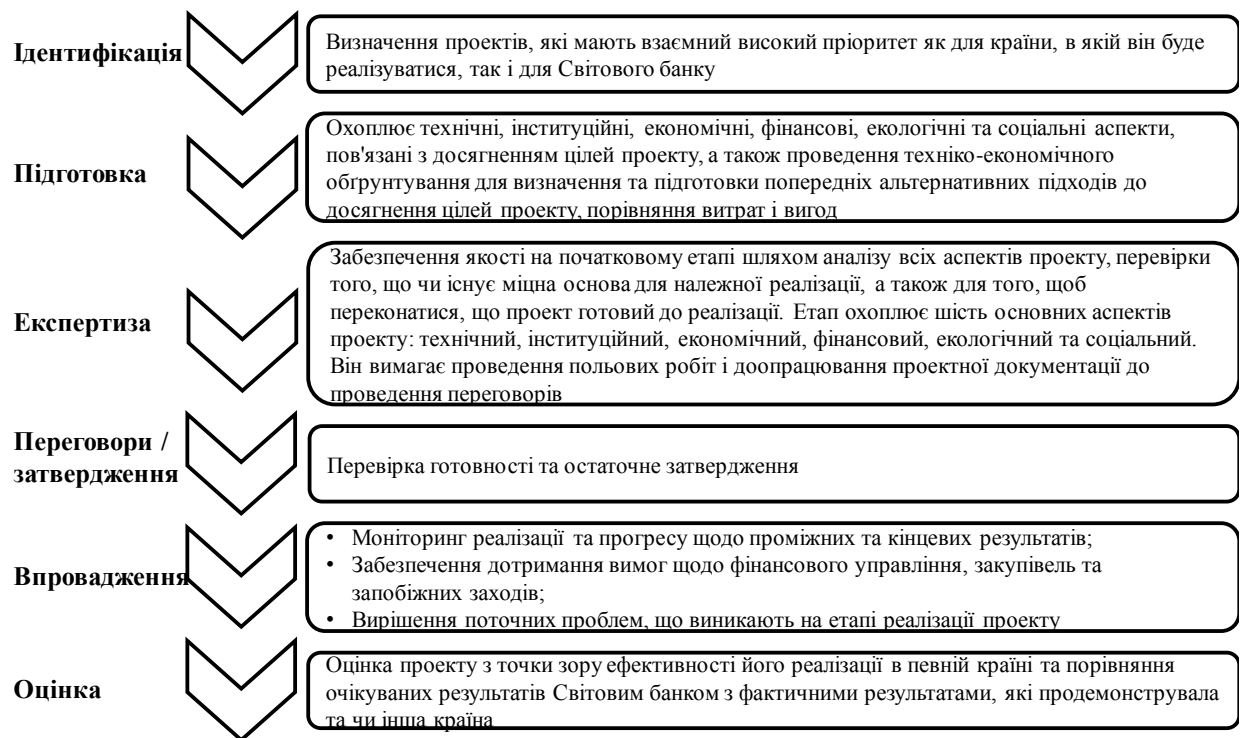 Ідентифікація
Визначення проектів, які мають взаємний високий пріоритет як для країни, в якій він буде
реалізуватися, так і для Світового банку
Підготовка
Охоплює технічні, інституційні, економічні, фінансові, екологічні та соціальні аспекти,
пов'язані з досягненням цілей проекту, а також проведення техніко-економічного
обґрунтування для визначення та підготовки попередніх альтернативних підходів до
досягнення цілей проекту, порівняння витрат і вигод
Експертиза
Забезпечення якості на початковому етапі шляхом аналізу всіх аспектів проекту, перевірки
того, що чи існує міцна основа для належної реалізації, а також для того, щоб
переконатися, що проект готовий до реалізації. Етап охоплює шість основних аспектів
проекту: технічний, інституційний, економічний, фінансовий, екологічний та соціальний.
Він вимагає проведення польових робіт і доопрацювання проектної документації до
проведення переговорів
Переговори /
затвердження
Перевірка готовності та остаточне затвердження
Впровадження
• Моніторинг реалізації та прогресу щодо проміжних та кінцевих результатів;
• Забезпечення дотримання вимог щодо фінансового управління, закупівель та
запобіжних заходів;
• Вирішення поточних проблем, що виникають на етапі реалізації проекту
Оцінка
Оцінка проекту з точки зору ефективності його реалізації в певній країні та порівняння
очікуваних результатів Світовим банком з фактичними результатами, які продемонструвала
та чи інша країна